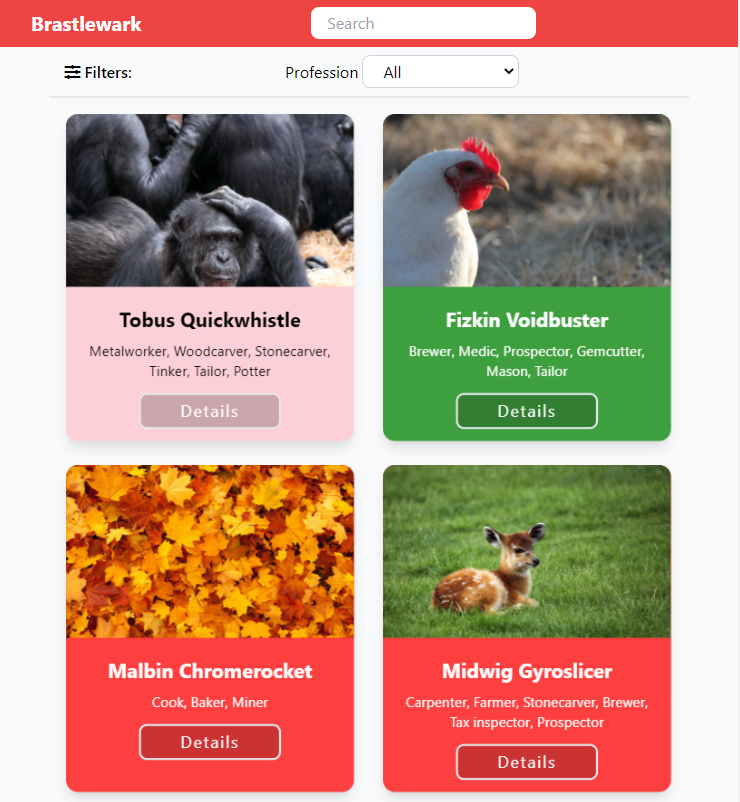 Brastlewark
Search
Filters:
Profession
All
Tobus Quickwhistle
Metalworker, Woodcarver, Stonecarver,
Tinker, Tailor, Potter
Details
Fizkin Voidbuster
Brewer, Medic, Prospector, Gemcutter,
Mason, Tailor
Details
Malbin Chromerocket
Cook, Baker, Miner
Details
Midwig Gyroslicer
Carpenter, Farmer, Stonecarver, Brewer,
Tax inspector, Prospector
Details